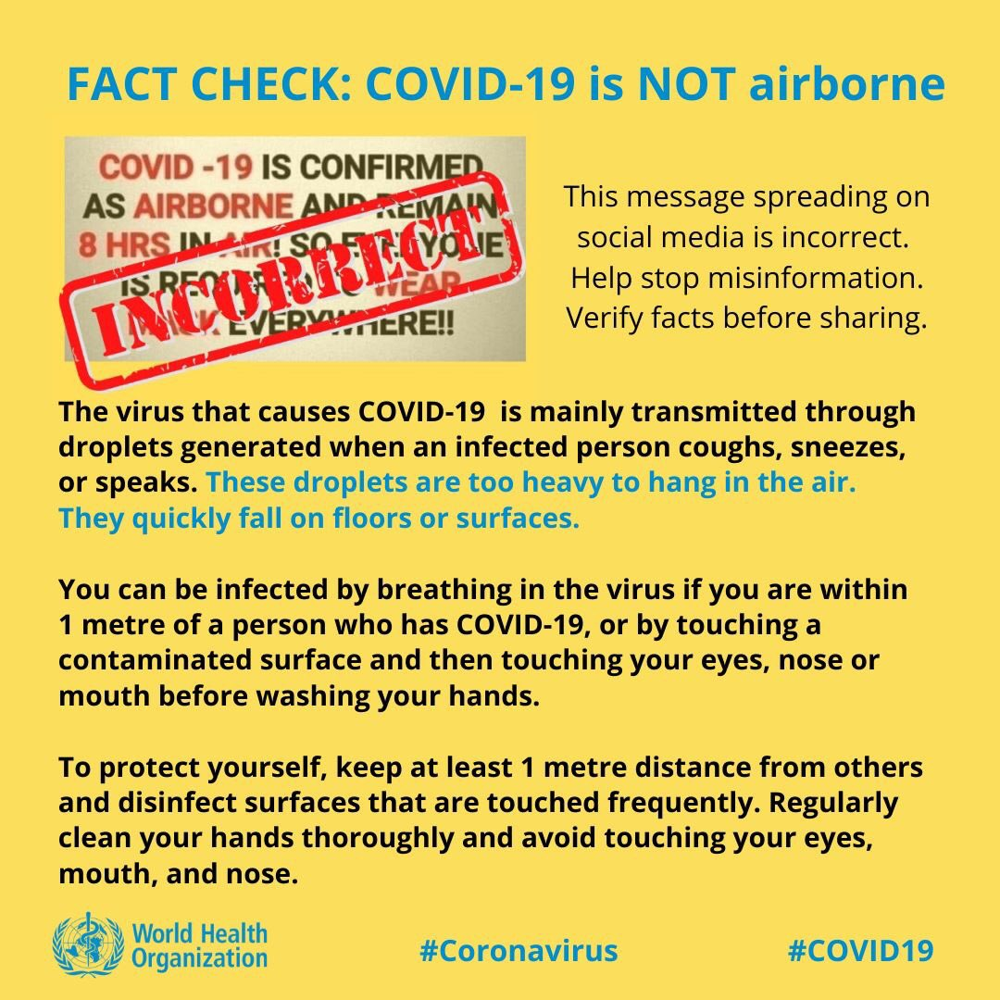 FACT CHECK: COVID-19 is NOT airborne
COVID -19 IS CONFIRMED
AS AIRBORNE AND REMAIN
8 HRS IN AIR! SO EVERYONE
IS REQUIRED TO WEAR
MASK EVERYWHERE!!
INCORRECT
This message spreading on
social media is incorrect.
Help stop misinformation.
Verify facts before sharing.
The virus that causes COVID-19 is mainly transmitted through
droplets generated when an infected person coughs, sneezes,
or speaks. These droplets are too heavy to hang in the air.
They quickly fall on floors or surfaces.
You can be infected by breathing in the virus if you are within
1 metre of a person who has COVID-19, or by touching a
contaminated surface and then touching your eyes, nose or
mouth before washing your hands.
To protect yourself, keep at least 1 metre distance from others
and disinfect surfaces that are touched frequently. Regularly
clean your hands thoroughly and avoid touching your eyes,
mouth, and nose.
World Health
Organization
#Coronavirus
#COVID19